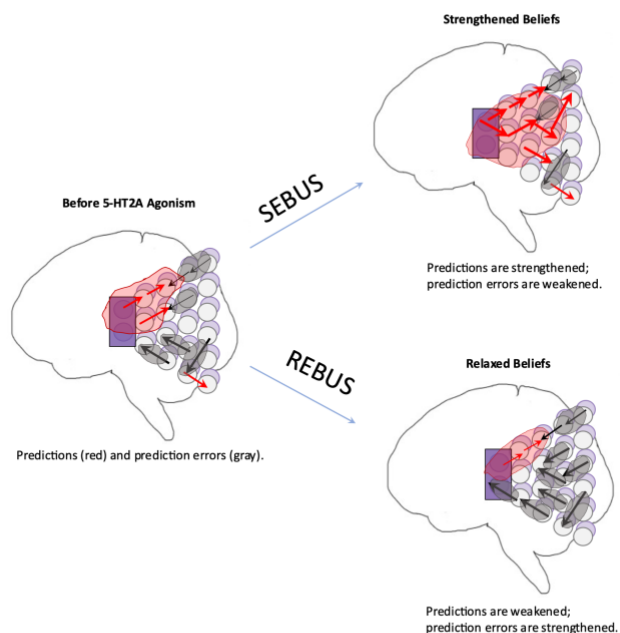 Strengthened Beliefs
SEBUS
Before 5-HT2A Agonism
Predictions are strengthened;
prediction errors are weakened.
REBUS
Relaxed Beliefs
Predictions (red) and prediction errors (gray).
Predictions are weakened;
prediction errors are strengthened.